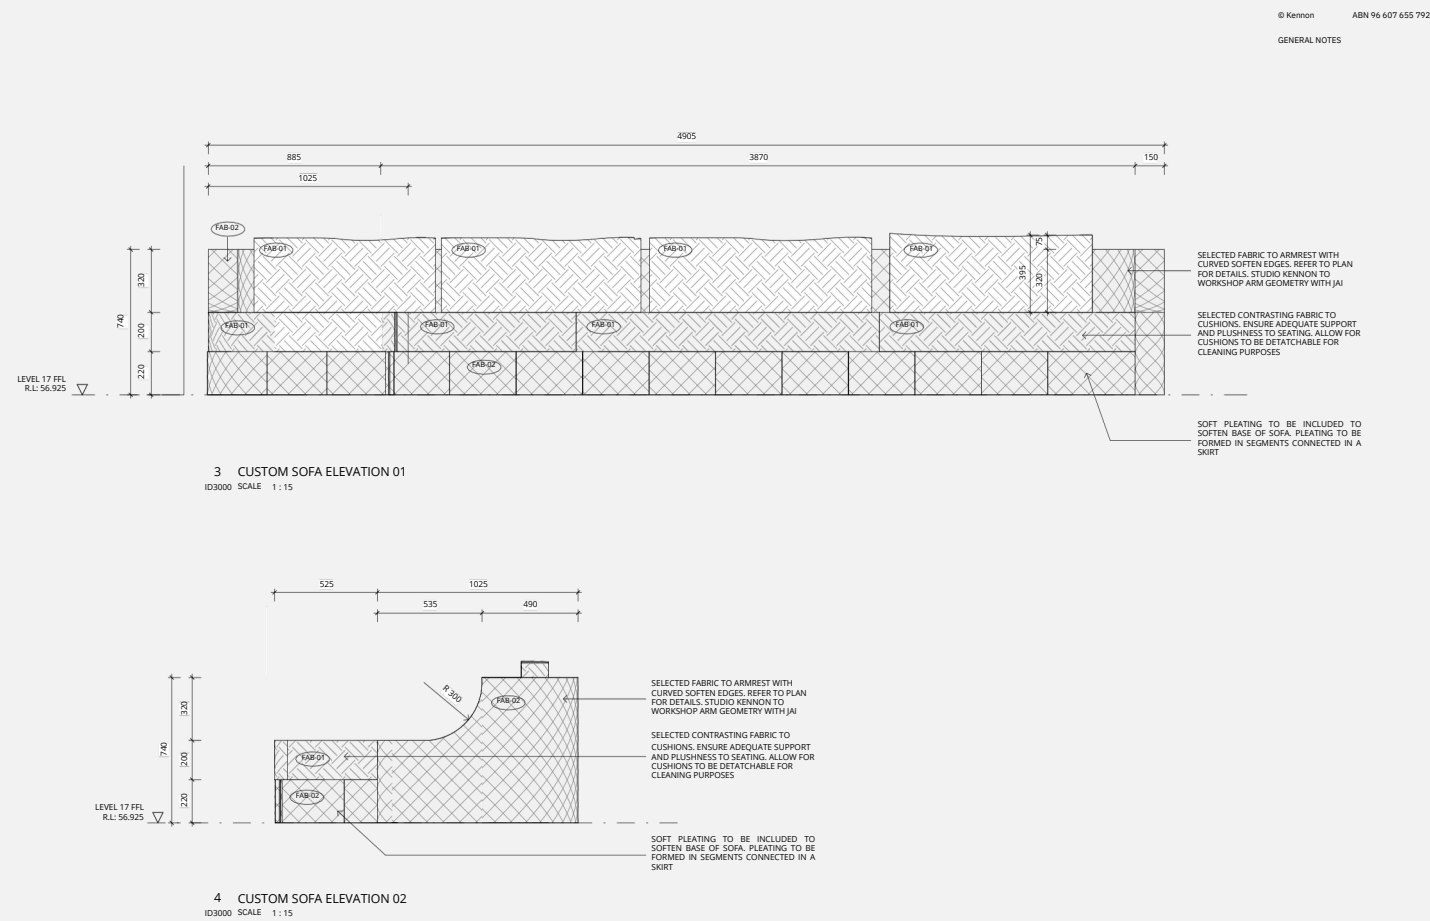 © Kennon ABN 96 607 655 792
GENERAL NOTES
4905
885 3870 150
1025
FAB-02
FAB-01 FAB-01 FAB-01 FAB-01
75
395
320
320
740
200
220
FAB-01 FAB-01 FAB-01 FAB-01
FAB-02
LEVEL 17 FFL
R.L: 56.925
SELECTED FABRIC TO ARMREST WITH
CURVED SOFTEN EDGES. REFER TO PLAN
FOR DETAILS. STUDIO KENNON TO
WORKSHOP ARM GEOMETRY WITH JAI
SELECTED CONTRASTING FABRIC TO
CUSHIONS. ENSURE ADEQUATE SUPPORT
AND PLUSHNESS TO SEATING. ALLOW FOR
CUSHIONS TO BE DETATCHABLE FOR
CLEANING PURPOSES
SOFT PLEATING TO BE INCLUDED TO
SOFTEN BASE OF SOFA. PLEATING TO BE
FORMED IN SEGMENTS CONNECTED IN A
SKIRT
3 CUSTOM SOFA ELEVATION 01
ID3000 SCALE 1 : 15
525 1025
535 490
R 300
FAB-02
320
740
200
220
FAB-01
FAB-02
LEVEL 17 FFL
R.L: 56.925
SELECTED FABRIC TO ARMREST WITH
CURVED SOFTEN EDGES. REFER TO PLAN
FOR DETAILS. STUDIO KENNON TO
WORKSHOP ARM GEOMETRY WITH JAI
SELECTED CONTRASTING FABRIC TO
CUSHIONS. ENSURE ADEQUATE SUPPORT
AND PLUSHNESS TO SEATING. ALLOW FOR
CUSHIONS TO BE DETATCHABLE FOR
CLEANING PURPOSES
SOFT PLEATING TO BE INCLUDED TO
SOFTEN BASE OF SOFA. PLEATING TO BE
FORMED IN SEGMENTS CONNECTED IN A
SKIRT
4 CUSTOM SOFA ELEVATION 02
ID3000 SCALE 1 : 15